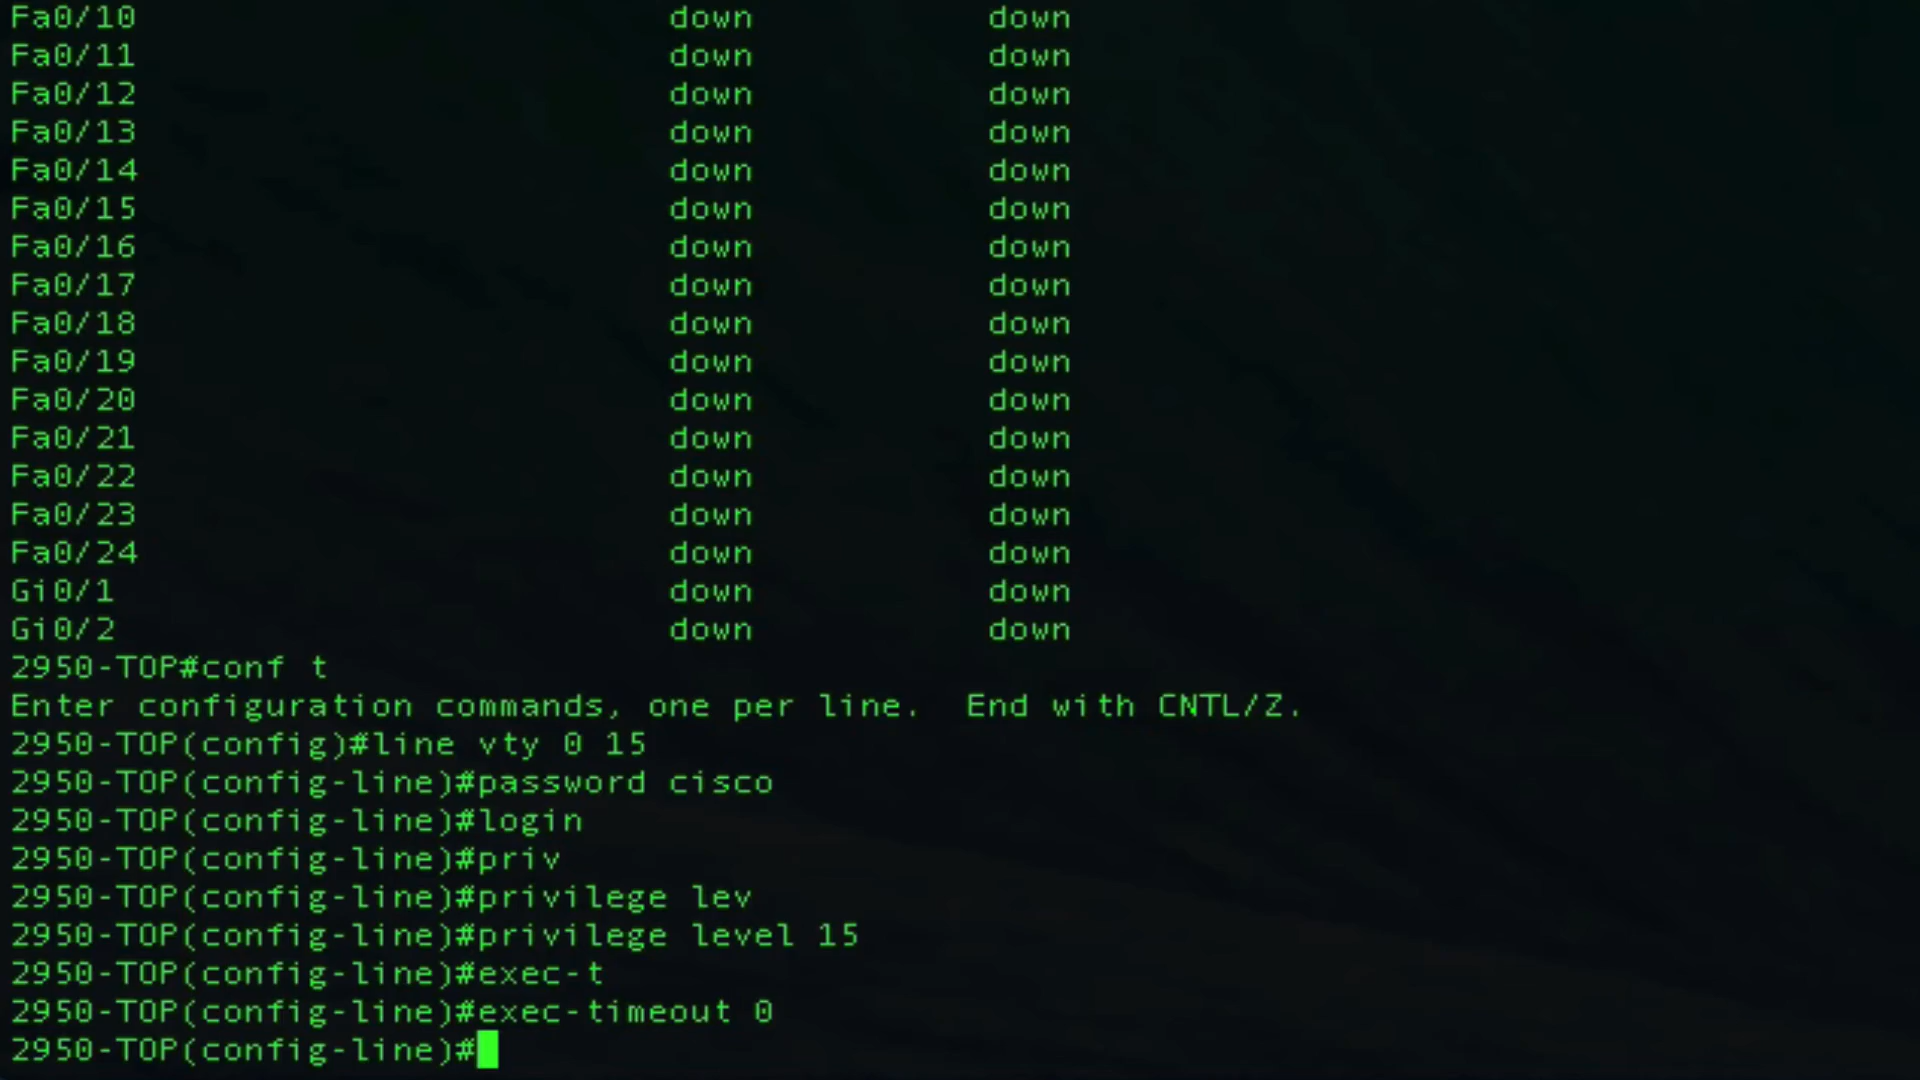 Fa0/10 down down
Fa0/11 down down
Fa0/12 down down
Fa0/13 down down
Fa0/14 down down
Fa0/15 down down
Fa0/16 down down
Fa0/17 down down
Fa0/18 down down
Fa0/19 down down
Fa0/20 down down
Fa0/21 down down
Fa0/22 down down
Fa0/23 down down
Fa0/24 down down
Gi0/1 down down
Gi0/2 down down
2950-TOP#conf t
Enter configuration commands, one per line.  End with CNTL/Z.
2950-TOP(config)#line vty 0 15
2950-TOP(config-line)#password cisco
2950-TOP(config-line)#login
2950-TOP(config-line)#priv
2950-TOP(config-line)#privilege lev
2950-TOP(config-line)#privilege level 15
2950-TOP(config-line)#exec-t
2950-TOP(config-line)#exec-timeout 0
2950-TOP(config-line)#